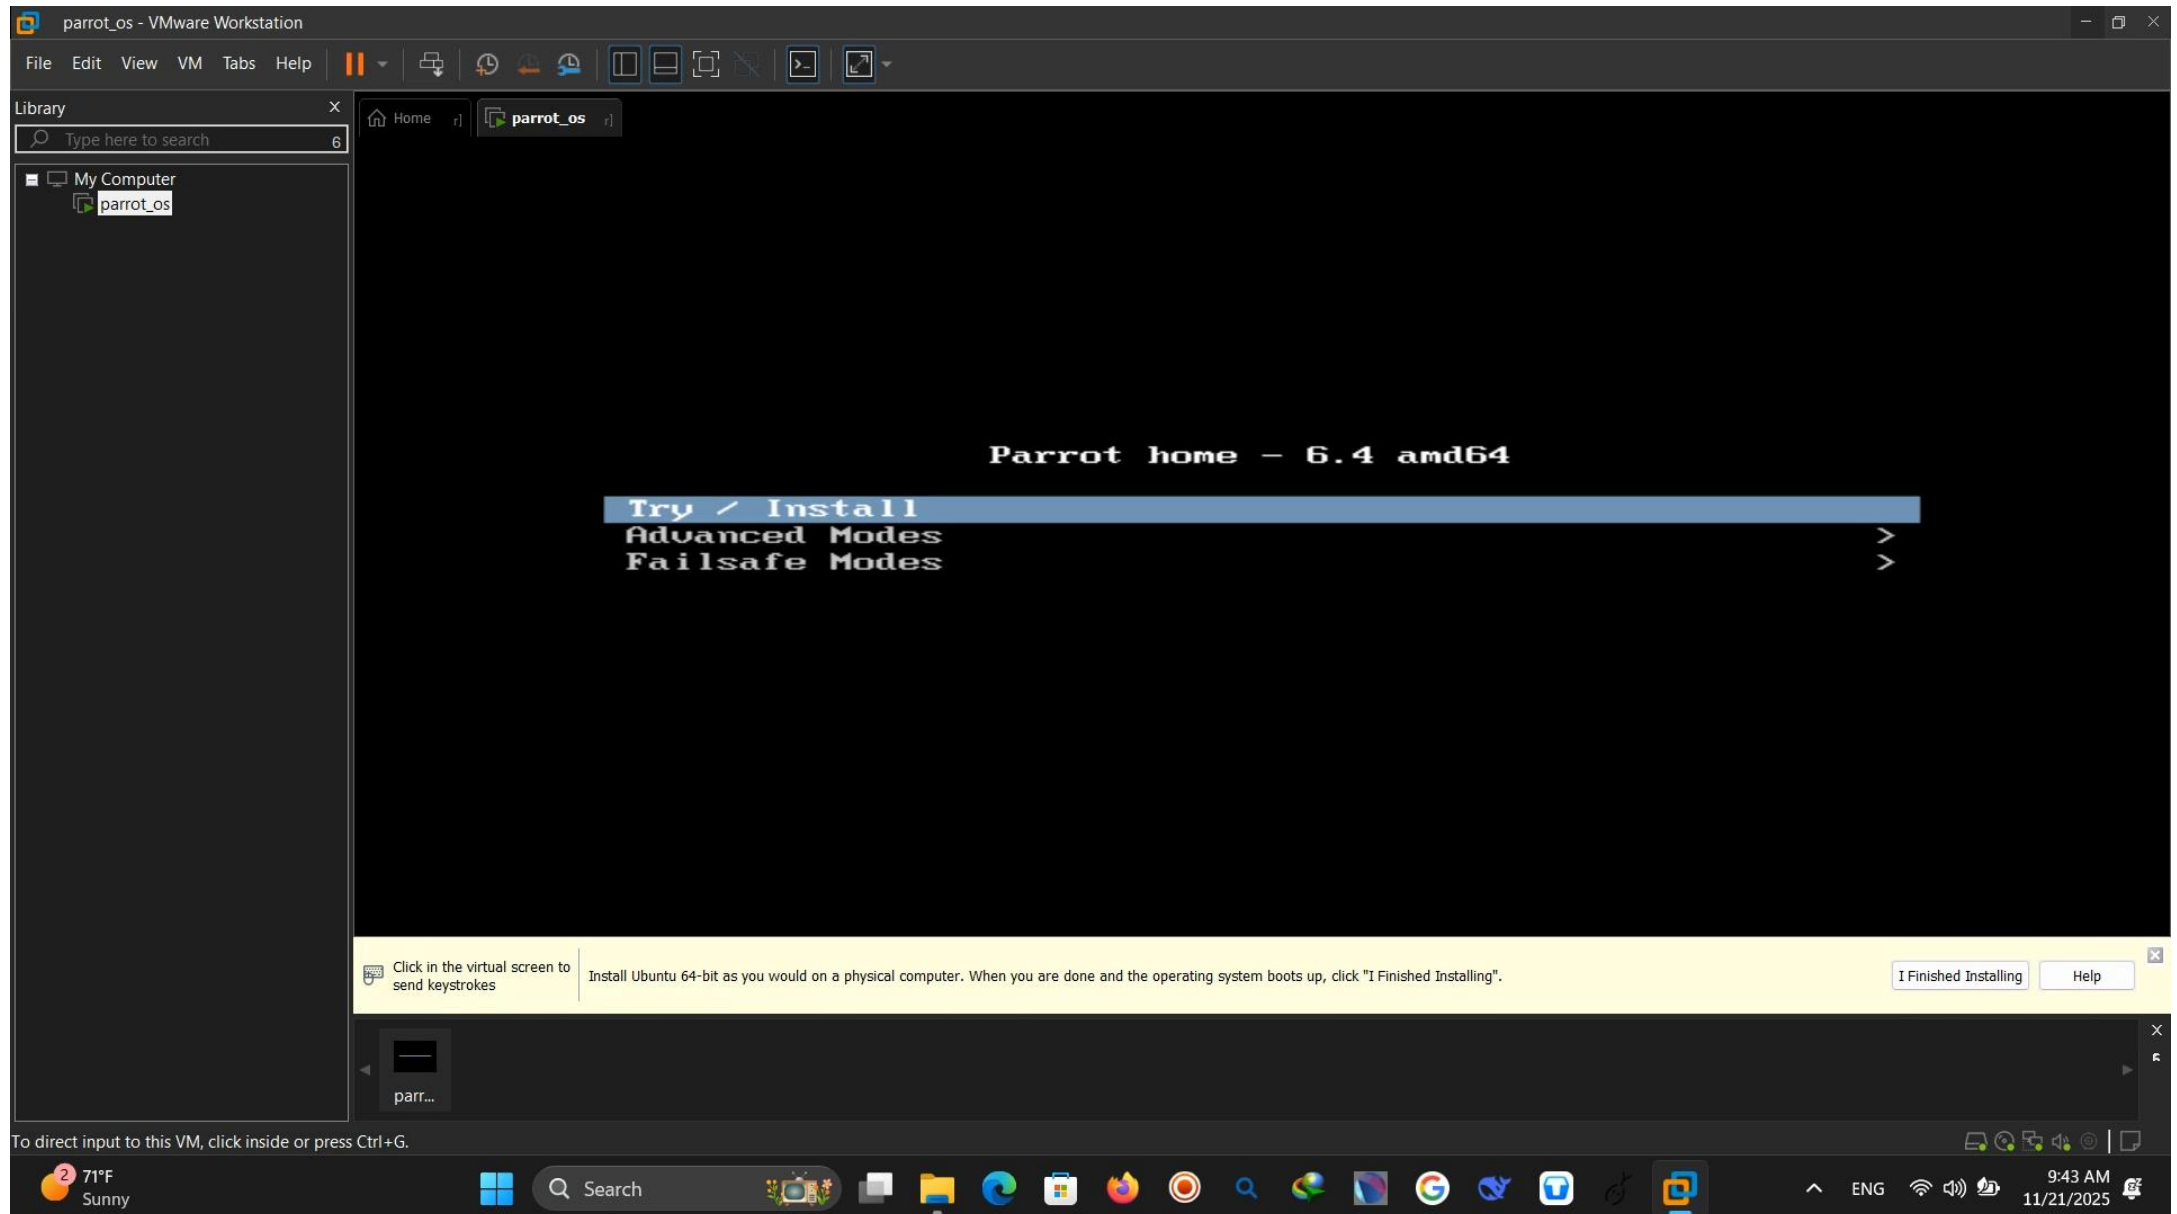 parrot_os - VMware Workstation
File Edit View VM Tabs Help
Library
Type here to search
My Computer
parrot_os
Home
parrot_os
Parrot home - 6.4 amd64
Try / Install
Advanced Modes >
Failsafe Modes >
Click in the virtual screen to
send keystrokes
Install Ubuntu 64-bit as you would on a physical computer. When you are done and the operating system boots up, click "I Finished Installing".
I Finished Installing
Help
parr...
To direct input to this VM, click inside or press Ctrl+G.
2
71°F
Sunny
Search
ENG
9:43 AM
11/21/2025